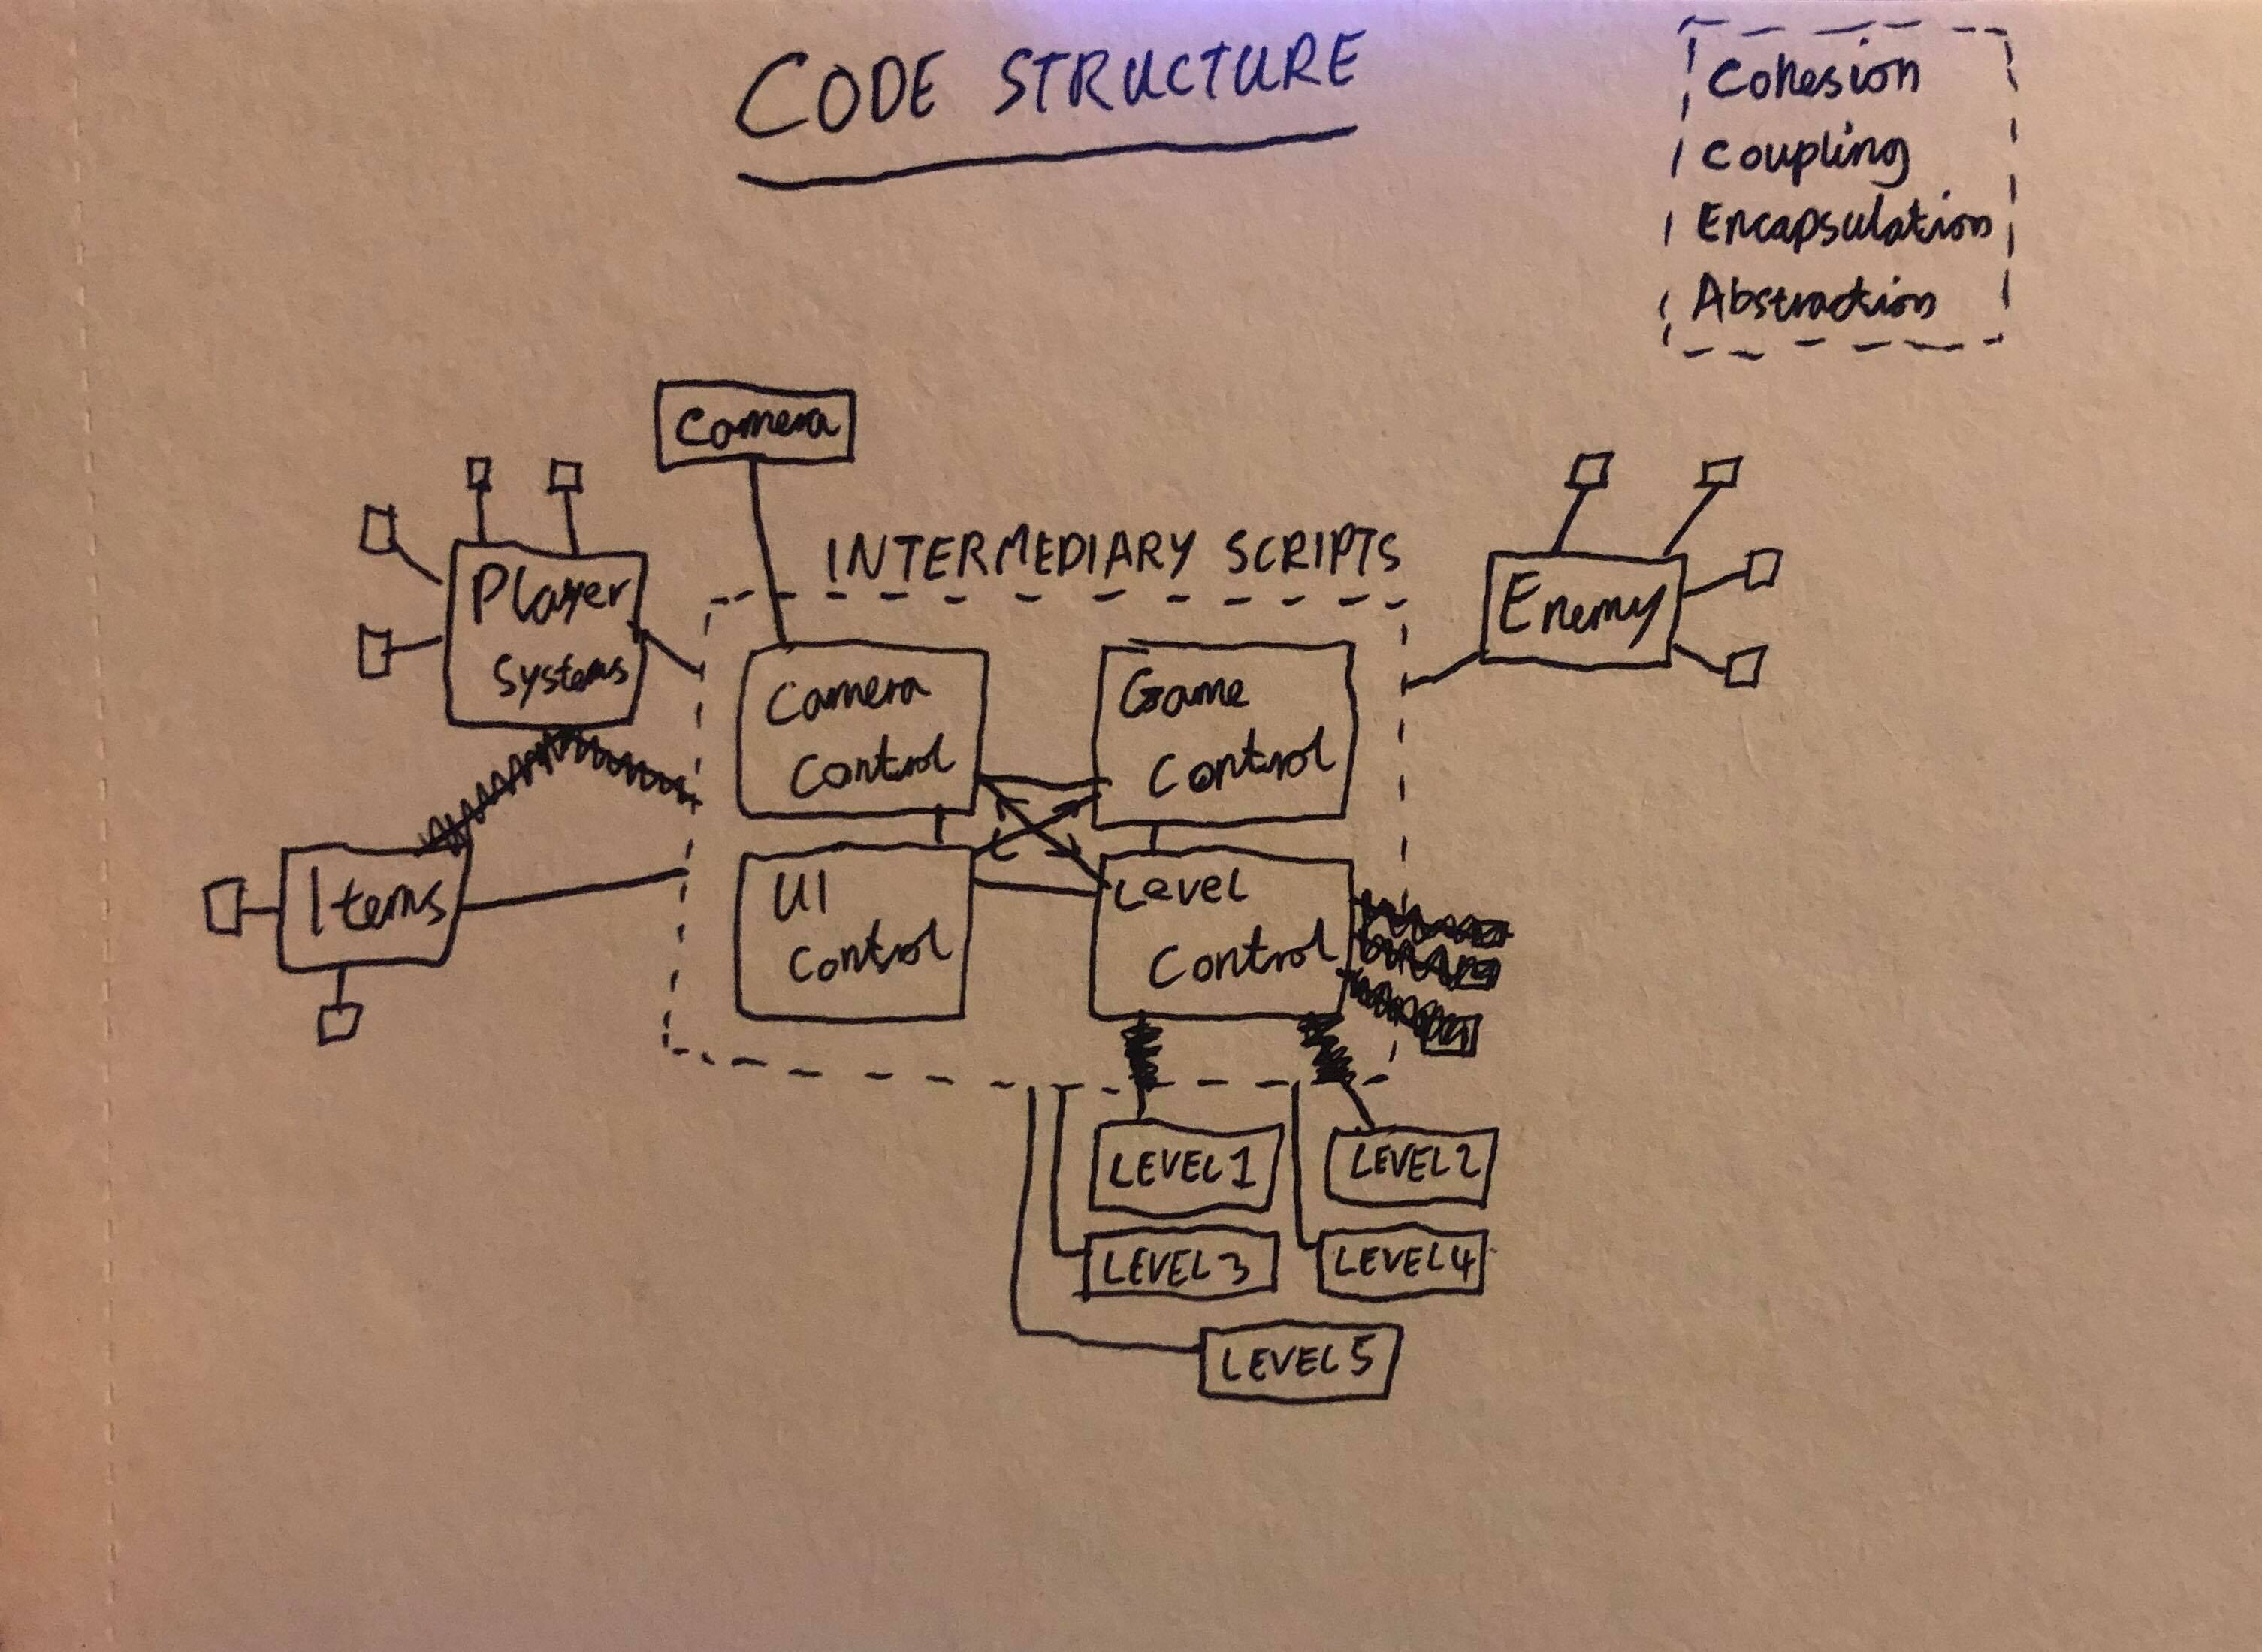 CODE STRUCTURE
Cohesion
Coupling
Encapsulation
Abstraction
Camera
INTERMEDIARY SCRIPTS
Player
Systems
Enemy
Camera
Control
Game
Control
Items
UI
Control
Level
Control
LEVEL 1
LEVEL 2
LEVEL 3
LEVEL 4
LEVEL 5